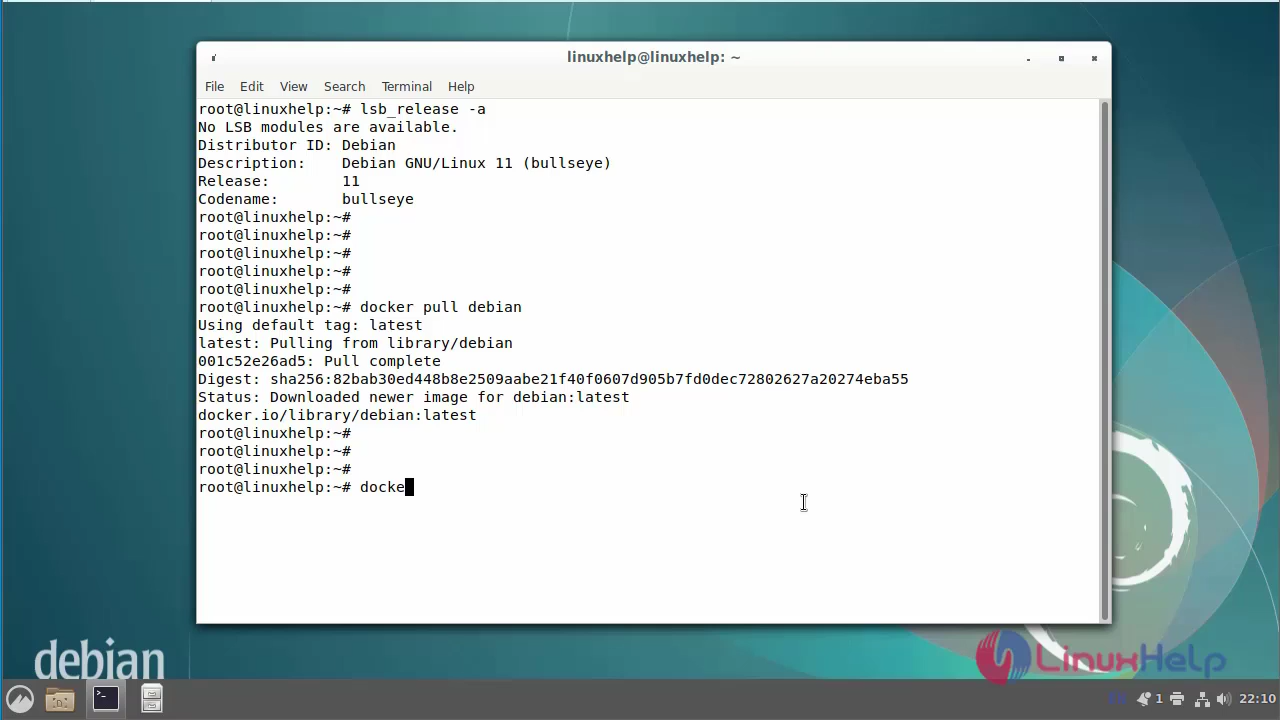 linuxhelp@linuxhelp: ~
File Edit View Search Terminal Help
root@linuxhelp:~# lsb_release -a
No LSB modules are available.
Distributor ID: Debian
Description:    Debian GNU/Linux 11 (bullseye)
Release:        11
Codename:       bullseye
root@linuxhelp:~#
root@linuxhelp:~#
root@linuxhelp:~#
root@linuxhelp:~#
root@linuxhelp:~#
root@linuxhelp:~# docker pull debian
Using default tag: latest
latest: Pulling from library/debian
001c52e26ad5: Pull complete
Digest: sha256:82bab30ed448b8e2509aabe21f40f0607d905b7fd0dec72802627a20274eba55
Status: Downloaded newer image for debian:latest
docker.io/library/debian:latest
root@linuxhelp:~#
root@linuxhelp:~#
root@linuxhelp:~#
root@linuxhelp:~# docke
debian
LinuxHelp
1 22:10